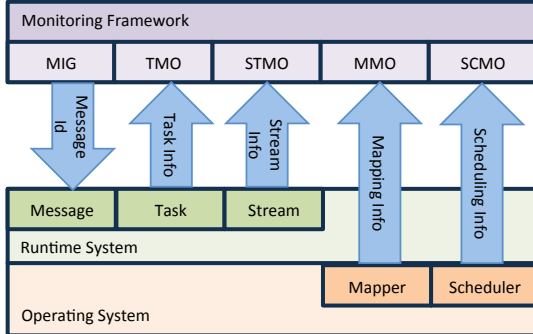 Monitoring Framework
MIG
TMO
STMO
MMO
SCMO
Message
Id
Task Info
Stream
Info
Mapping Info
Scheduling Info
Message
Task
Stream
Runtime System
Mapper
Scheduler
Operating System